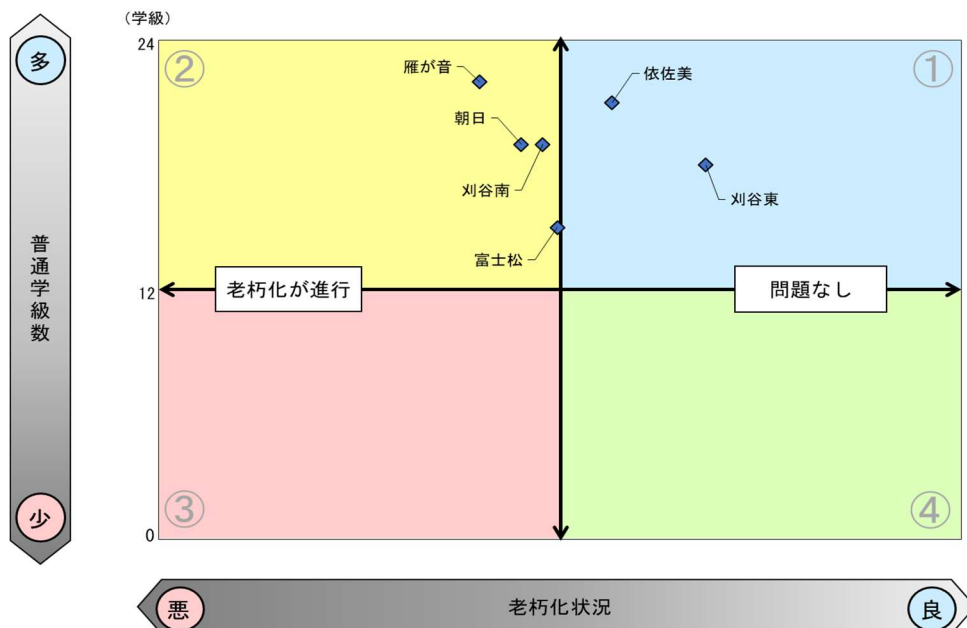 （学級）
24
多
②
①
雁が音
依佐美
朝日
刈谷南
刈谷東
富士松
普通学級数
12
老朽化が進行
問題なし
③
④
少
0
悪
老朽化状況
良